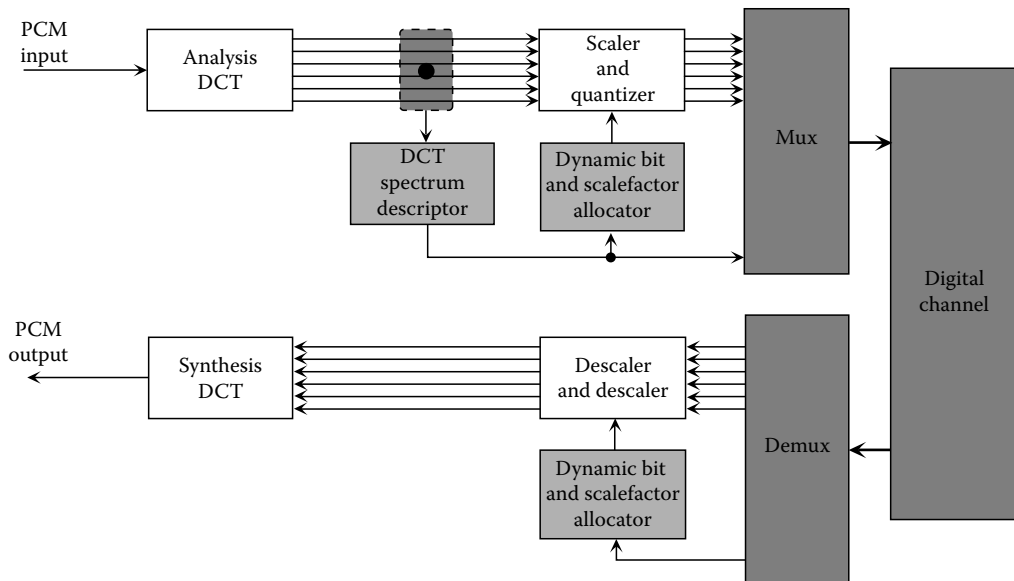 PCM
input
Analysis
DCT
Scaler
and
quantizer
Mux
DCT
spectrum
descriptor
Dynamic bit
and scalefactor
allocator
Digital
channel
PCM
output
Synthesis
DCT
Descaler
and descaler
Demux
Dynamic bit
and scalefactor
allocator